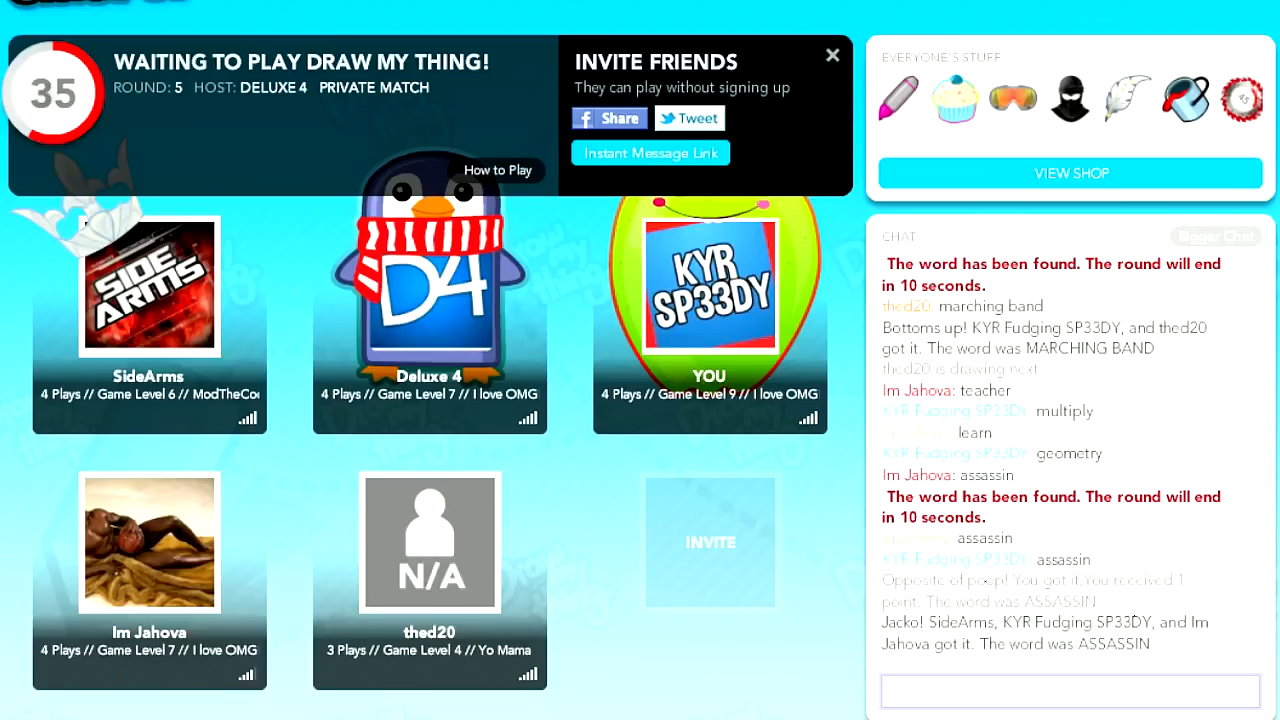 35
WAITING TO PLAY DRAW MY THING!
ROUND: 5 HOST: DELUXE 4 PRIVATE MATCH
How to Play
INVITE FRIENDS
They can play without signing up
f Share
Tweet
Instant Message Link
EVERYONE'S STUFF
45
VIEW SHOP
SIDE
ARMS
SideArms
4 Plays // Game Level 6 // ModTheCo
D4
Deluxe 4
4 Plays // Game Level 7 // I love OMG
KYR
SP33DY
YOU
4 Plays // Game Level 9 // I love OMG
Im Jahova
4 Plays // Game Level 7 // I love OMG
N/A
thed20
3 Plays // Game Level 4 // Yo Mama
INVITE
CHAT
Bigger Chat
The word has been found. The round will end
in 10 seconds.
thed20: marching band
Bottoms up! KYR Fudging SP33DY, and thed20
got it. The word was MARCHING BAND
thed20 is drawing next
Im Jahova: teacher
KYR Fudging SP33DY: multiply
learn
KYR Fudging SP33DY: geometry
Im Jahova: assassin
The word has been found. The round will end
in 10 seconds.
SideArms: assassin
KYR Fudging SP33DY: assassin
Opposite of poop! You got it.You received 1
point. The word was ASSASSIN
Jacko! SideArms, KYR Fudging SP33DY, and Im
Jahova got it. The word was ASSASSIN